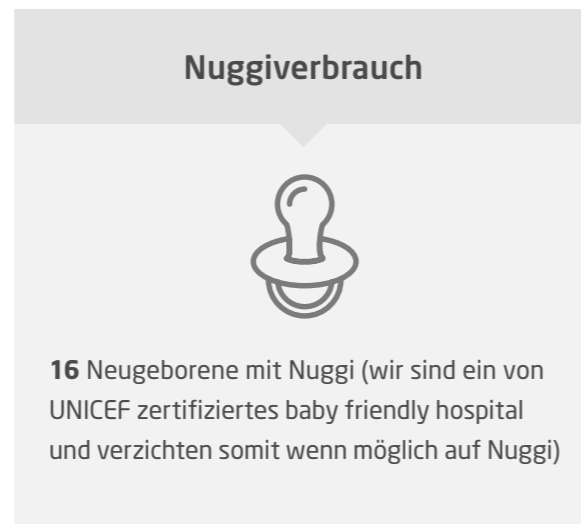 Nuggiverbrauch
16 Neugeborene mit Nuggi (wir sind ein von
UNICEF zertifiziertes baby friendly hospital
und verzichten somit wenn möglich auf Nuggi)